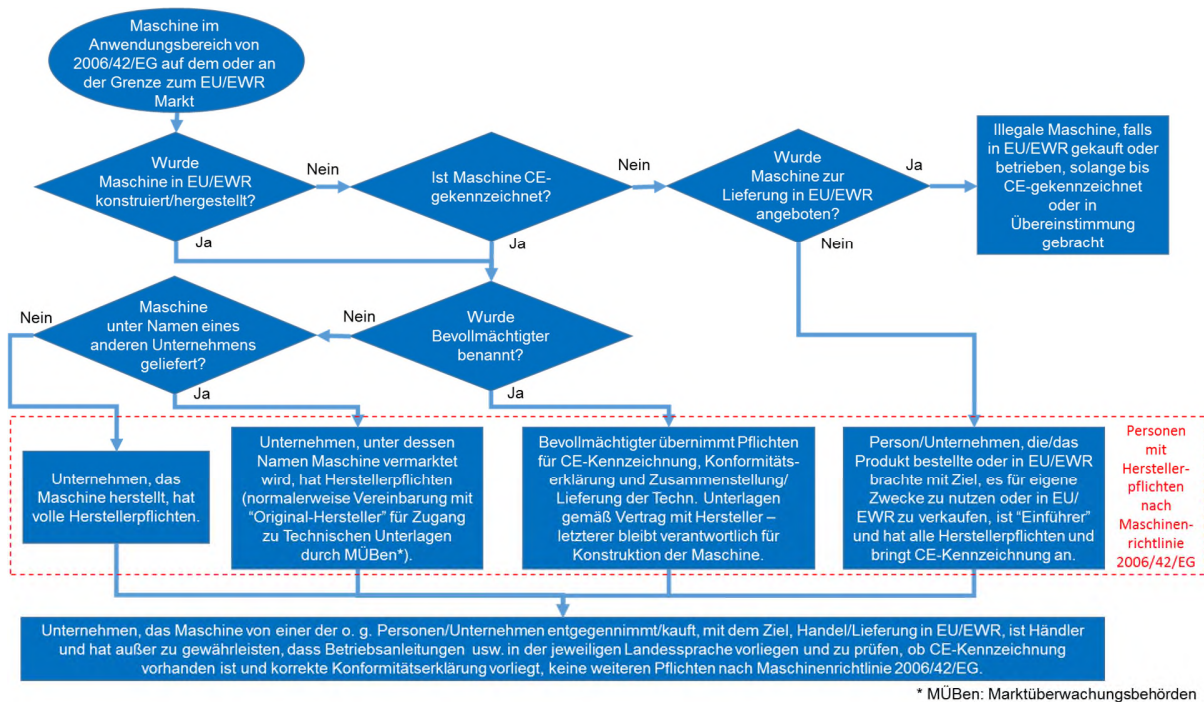 Maschine im
Anwendungsbereich von
2006/42/EG auf dem oder an
der Grenze zum EU/EWR
Markt
Wurde
Maschine in EU/EWR
konstruiert/hergestellt?
Nein
Ja
Ist Maschine CE-
gekennzeichnet?
Nein
Ja
Wurde
Maschine zur
Lieferung in EU/EWR
angeboten?
Ja
Nein
Illegale Maschine, falls
in EU/EWR gekauft oder
betrieben, solange bis
CE-gekennzeichnet
oder in
Übereinstimmung
gebracht
Nein
Maschine
unter Namen eines
anderen Unternehmens
geliefert?
Ja
Nein
Wurde
Bevollmächtigter
benannt?
Ja
Unternehmen, das
Maschine herstellt, hat
volle Herstellerpflichten.
Unternehmen, unter dessen
Namen Maschine vermarktet
wird, hat Herstellerpflichten
(normalerweise Vereinbarung mit
"Original-Hersteller" für Zugang
zu Technischen Unterlagen
durch MÜBen*).
Bevollmächtigter übernimmt Pflichten
für CE-Kennzeichnung, Konformitäts-
erklärung und Zusammenstellung/
Lieferung der Techn. Unterlagen
gemäß Vertrag mit Hersteller –
letzterer bleibt verantwortlich für
Konstruktion der Maschine.
Person/Unternehmen, die/das
Produkt bestellte oder in EU/EWR
brachte mit Ziel, es für eigene
Zwecke zu nutzen oder in EU/
EWR zu verkaufen, ist "Einführer"
und hat alle Herstellerpflichten und
bringt CE-Kennzeichnung an.
Personen
mit
Hersteller-
pflichten
nach
Maschinen-
richtlinie
2006/42/EG
Unternehmen, das Maschine von einer der o. g. Personen/Unternehmen entgegennimmt/kauft, mit dem Ziel, Handel/Lieferung in EU/EWR, ist Händler
und hat außer zu gewährleisten, dass Betriebsanleitungen usw. in der jeweiligen Landessprache vorliegen und zu prüfen, ob CE-Kennzeichnung
vorhanden ist und korrekte Konformitätserklärung vorliegt, keine weiteren Pflichten nach Maschinenrichtlinie 2006/42/EG.
* MÜBen: Marktüberwachungsbehörden